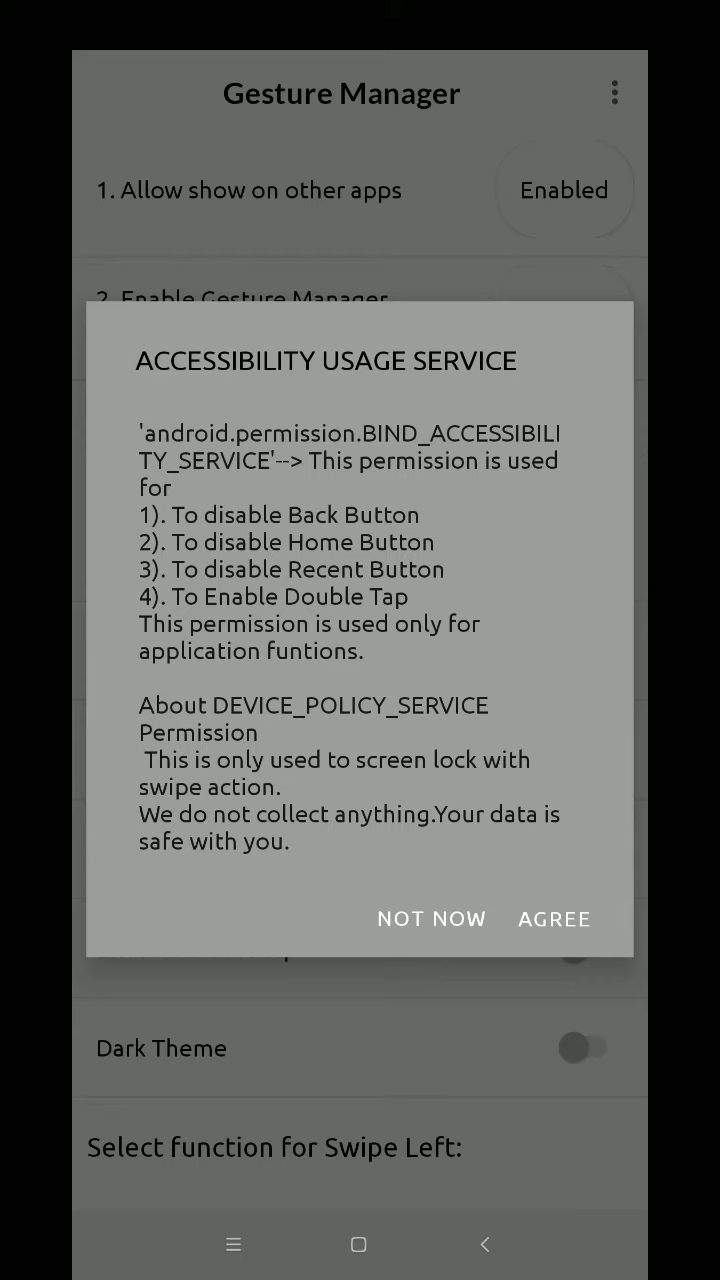 Gesture Manager
1. Allow show on other apps
Enabled
2. Enable Gesture Manager
ACCESSIBILITY USAGE SERVICE
'android.permission.BIND_ACCESSIBILI
TY_SERVICE'--> This permission is used
for
1). To disable Back Button
2). To disable Home Button
3). To disable Recent Button
4). To Enable Double Tap
This permission is used only for
application funtions.
About DEVICE_POLICY_SERVICE
Permission
This is only used to screen lock with
swipe action.
We do not collect anything.Your data is
safe with you.
NOT NOW AGREE
Dark Theme
Select function for Swipe Left: